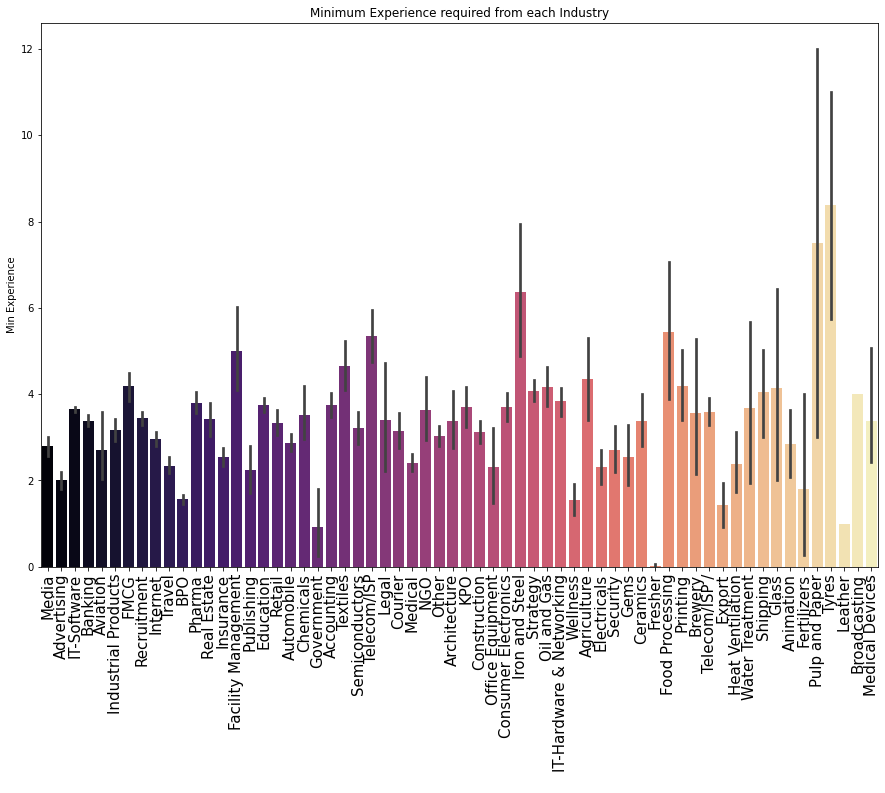 Minimum Experience required from each Industry
Min Experience
12
10
8
6
4
2
0
Media
Advertising
IT-Software
Banking
Aviation
Industrial Products
FMCG
Recruitment
Internet
Travel
BPO
Pharma
Real Estate
Insurance
Facility Management
Publishing
Education
Retail
Automobile
Chemicals
Government
Accounting
Textiles
Semiconductors
Telecom/ISP
Legal
Courier
Medical
NGO
Other
Architecture
KPO
Construction
Office Equipment
Consumer Electronics
Iron and Steel
Strategy
Oil and Gas
IT-Hardware & Networking
Wellness
Agriculture
Electricals
Security
Gems
Ceramics
Fresher
Food Processing
Printing
Brewery
Telecom/ISP /
Export
Heat Ventilation
Water Treatment
Shipping
Glass
Animation
Fertilizers
Pulp and Paper
Tyres
Leather
Broadcasting
Medical Devices